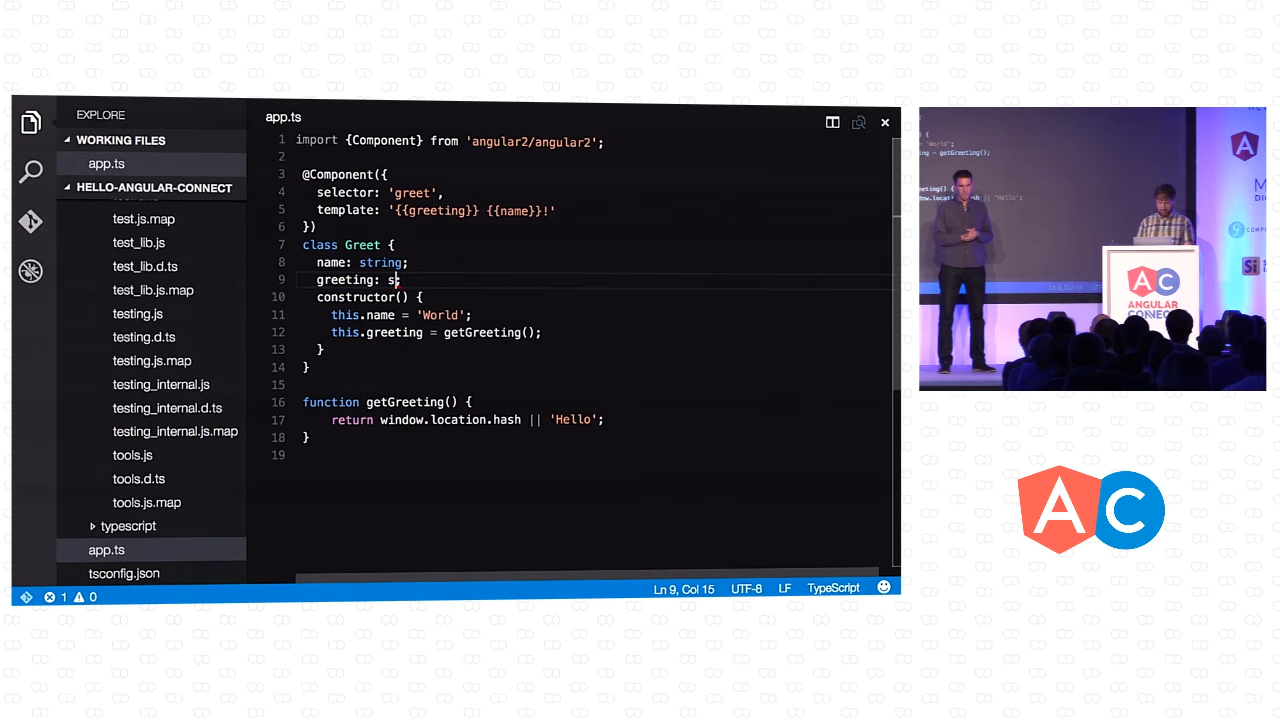 EXPLORE
WORKING FILES
app.ts
HELLO-ANGULAR-CONNECT
test.js.map
test_lib.js
test_lib.d.ts
test_lib.js.map
testing.js
testing.d.ts
testing.js.map
testing_internal.js
testing_internal.d.ts
testing_internal.js.map
tools.js
tools.d.ts
tools.js.map
typescript
app.ts
tsconfig.json
app.ts
1 import {Component} from 'angular2/angular2';
2
3 @Component({
4 selector: 'greet',
5 template: '{{greeting}} {{name}}!'
6 })
7 class Greet {
8 name: string;
9 greeting: s;
10 constructor() {
11 this.name = 'World';
12 this.greeting = getGreeting();
13 }
14 }
15
16 function getGreeting() {
17 return window.location.hash || 'Hello';
18 }
19
1 0
Ln 9, Col 15 UTF-8 LF TypeScript
A
AC
ANGULAR
CONNECT
Si
AC